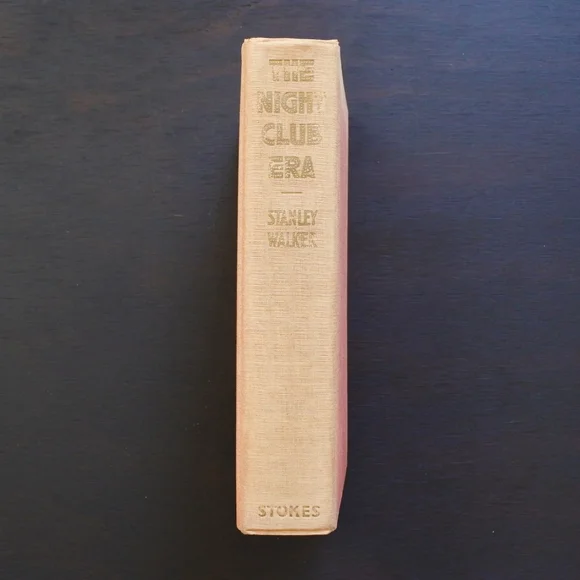 THE
NIGHT
CLUB
ERA
STANLEY
WALKER
STOKES